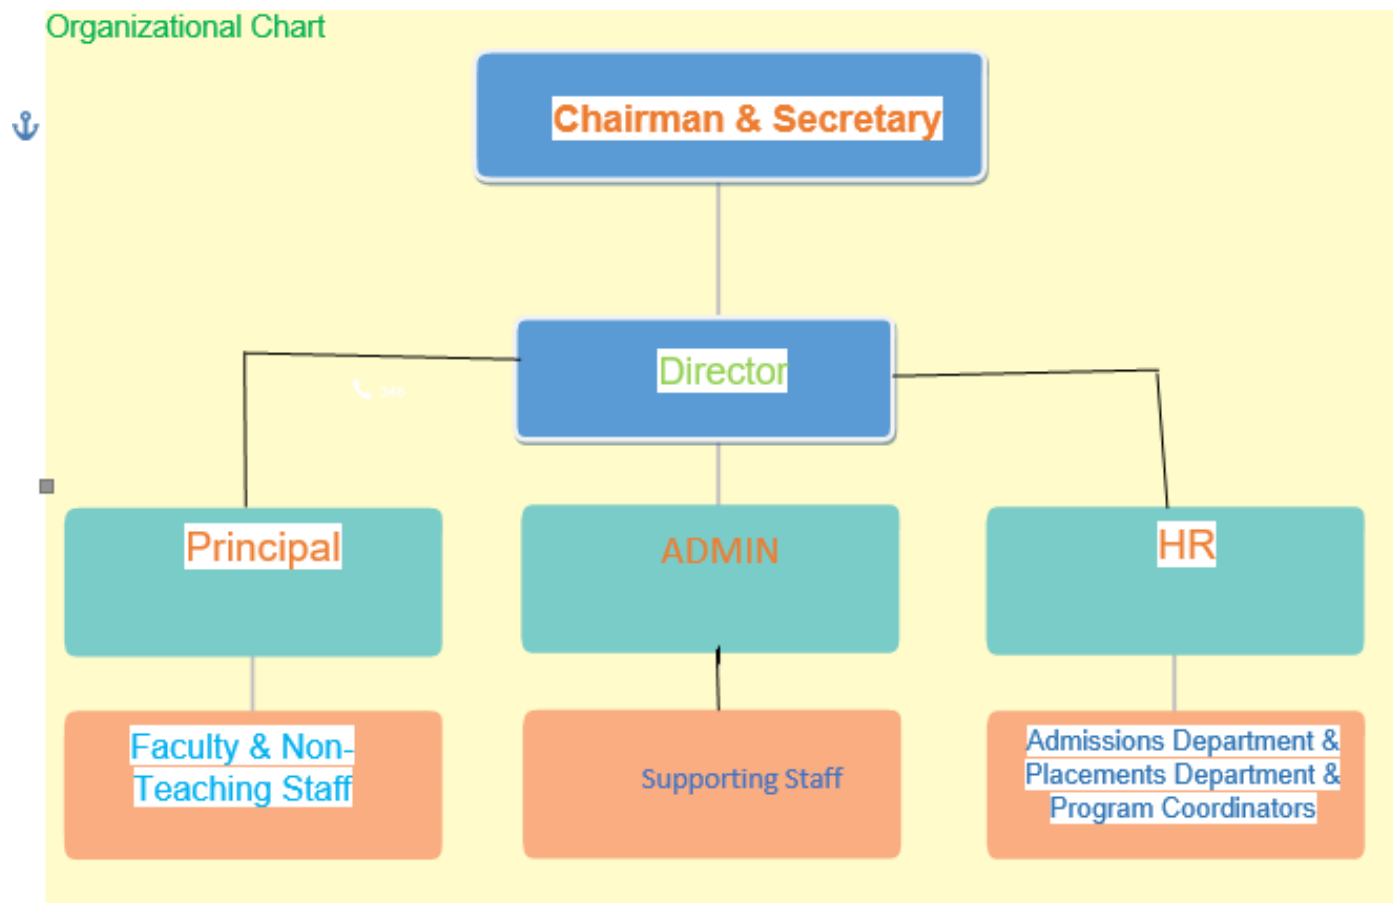 Organizational Chart
Chairman & Secretary
Director
Principal
ADMIN
HR
Faculty & Non-
Teaching Staff
Supporting Staff
Admissions Department &
Placements Department &
Program Coordinators